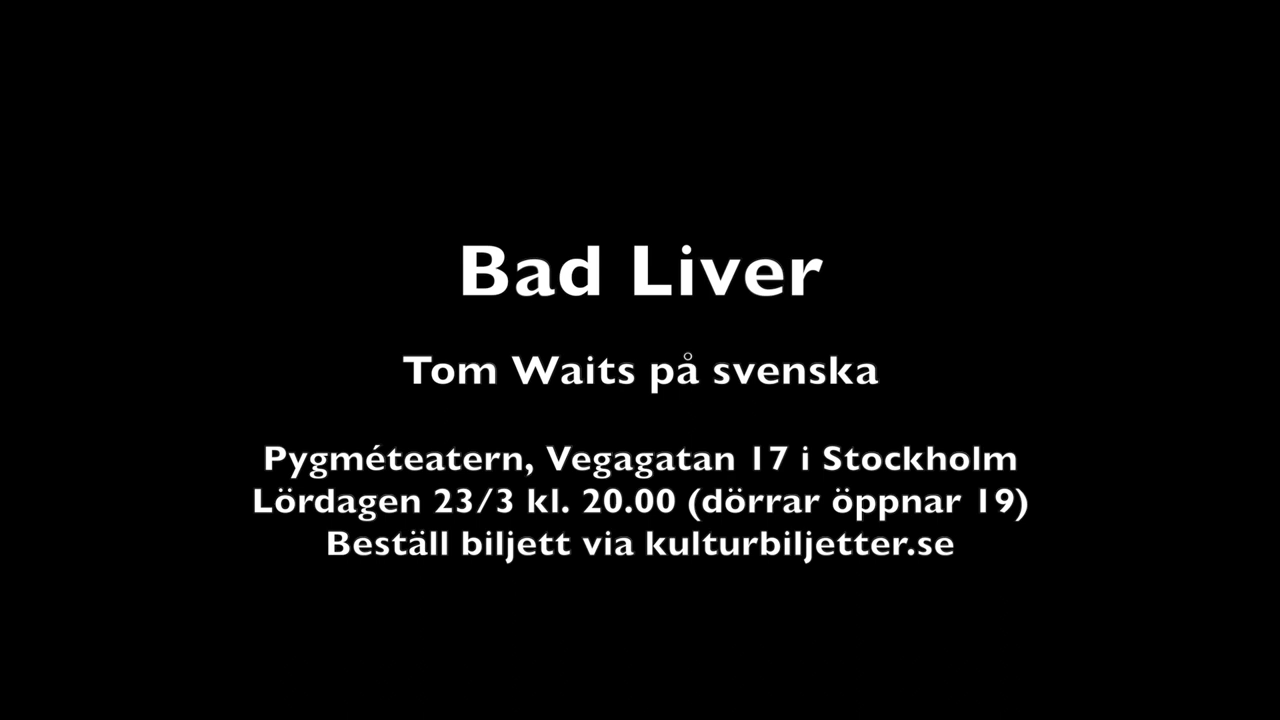 Bad Liver
Tom Waits på svenska
Pygméteatern, Vegagatan 17 i Stockholm
Lördagen 23/3 kl. 20.00 (dörrar öppnar 19)
Beställ biljett via kulturbiljetter.se